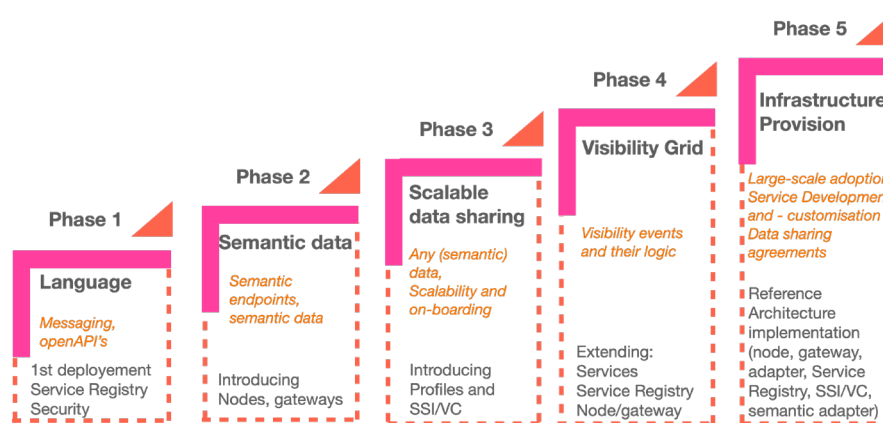 Phase 1
Language
Messaging,
openAPI's
1st deployement
Service Registry
Security
Phase 2
Semantic data
Semantic
endpoints,
semantic data
Introducing
Nodes, gateways
Phase 3
Scalable
data sharing
Any (semantic)
data,
Scalability and
on-boarding
Introducing
Profiles and
SSI/VC
Phase 4
Visibility Grid
Visibility events
and their logic
Extending:
Services
Service Registry
Node/gateway
Phase 5
Infrastructure
Provision
Large-scale adoption
Service Developmen
and - customisation
Data sharing
agreements
Reference
Architecture
implementation
(node, gateway,
adapter, Service
Registry, SSI/VC,
semantic adapter)